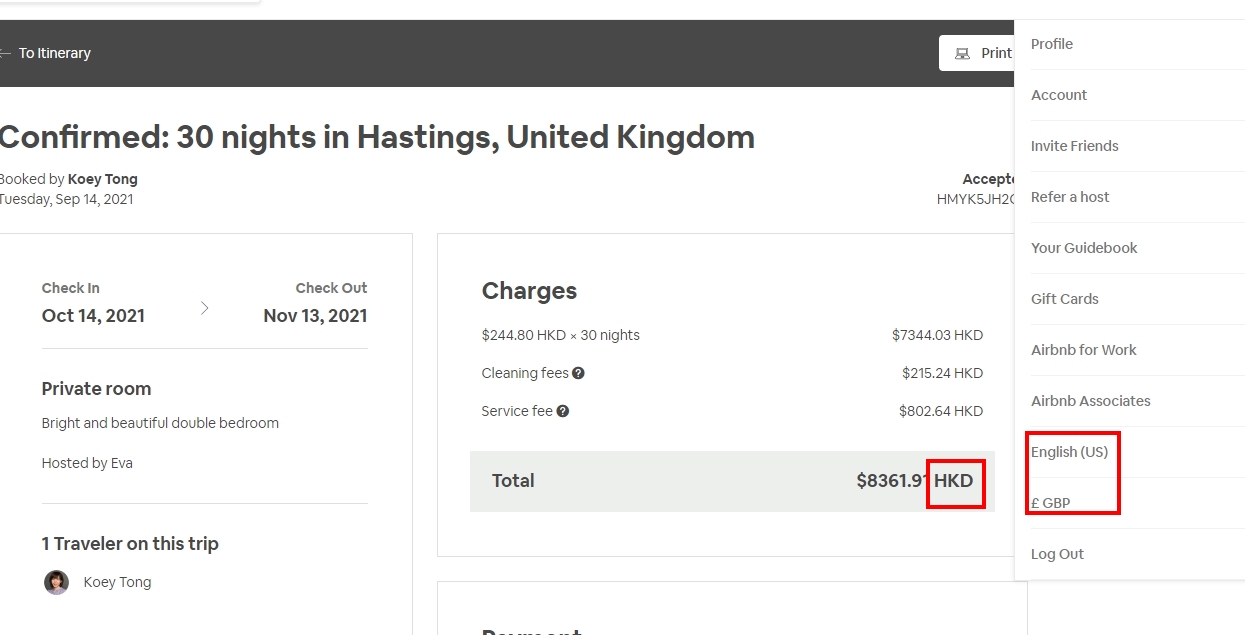 ← To Itinerary
Print
Confirmed: 30 nights in Hastings, United Kingdom
Booked by Koey Tong
Tuesday, Sep 14, 2021
HMYK5JH2
Check In
Check Out
Oct 14, 2021
Nov 13, 2021
Private room
Bright and beautiful double bedroom
Hosted by Eva
1 Traveler on this trip
Koey Tong
Charges
$244.80 HKD × 30 nights
$7344.03 HKD
Cleaning fees
$215.24 HKD
Service fee
$802.64 HKD
Total
$8361.91 HKD
Payment
Profile
Account
Invite Friends
Refer a host
Your Guidebook
Gift Cards
Airbnb for Work
Airbnb Associates
English (US)
£ GBP
Log Out